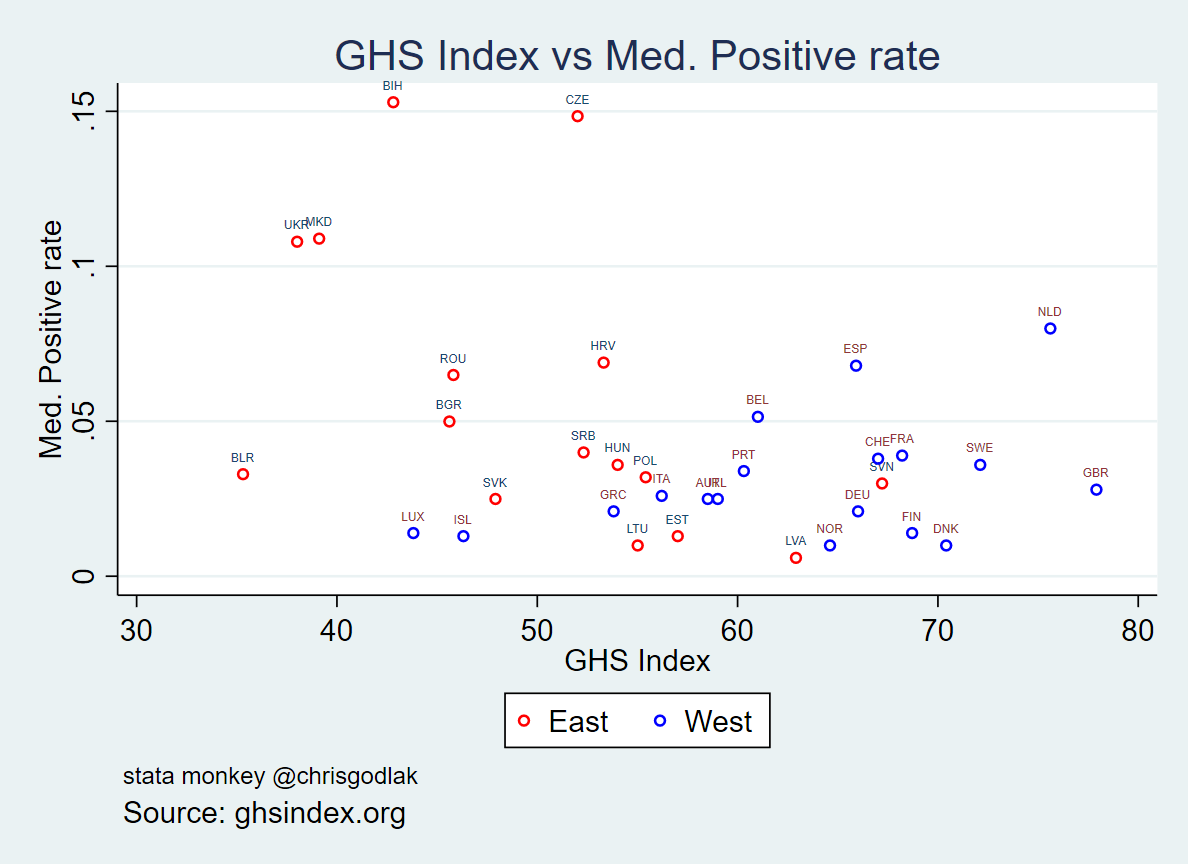 GHS Index vs Med. Positive rate
Med. Positive rate
.15
.1
.05
0
BIH
CZE
UKR
MKD
NLD
HRV
ESP
ROU
BEL
BGR
SRB
CHE
FRA
HUN
SWE
PRT
BLR
POL
SVN
GBR
ITA
SVK
AUT
IRL
GRC
DEU
LUX
ISL
EST
FIN
LTU
NOR
DNK
LVA
30 40 50 60 70 80
GHS Index
East West
stata monkey @chrisgodlak
Source: ghsindex.org